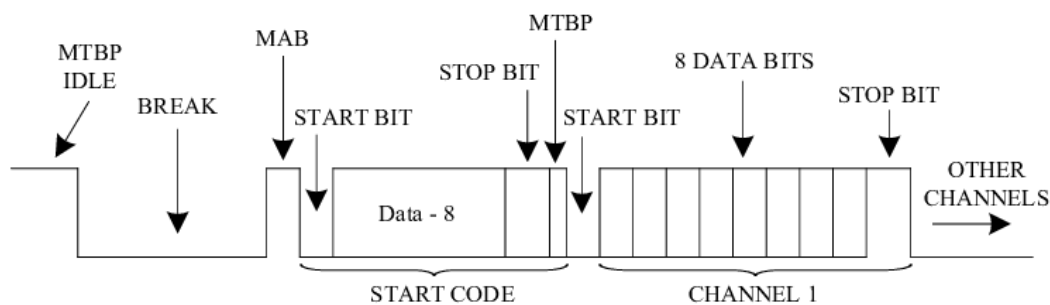 MTBP
IDLE
BREAK
MAB
START BIT
STOP BIT
MTBP
START BIT
8 DATA BITS
STOP BIT
OTHER
CHANNELS
Data - 8
START CODE
CHANNEL 1